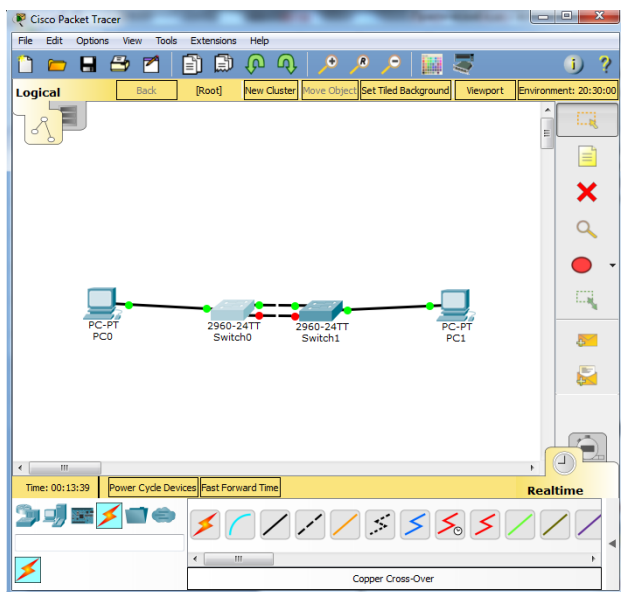 Cisco Packet Tracer
File Edit Options View Tools Extensions Help
Logical Back [Root] New Cluster Move Object Set Tiled Background Viewport Environment: 20:30:00
PC-PT
PC0
2960-24TT
Switch0
2960-24TT
Switch1
PC-PT
PC1
Time: 00:13:39 Power Cycle Devices Fast Forward Time Realtime
Copper Cross-Over